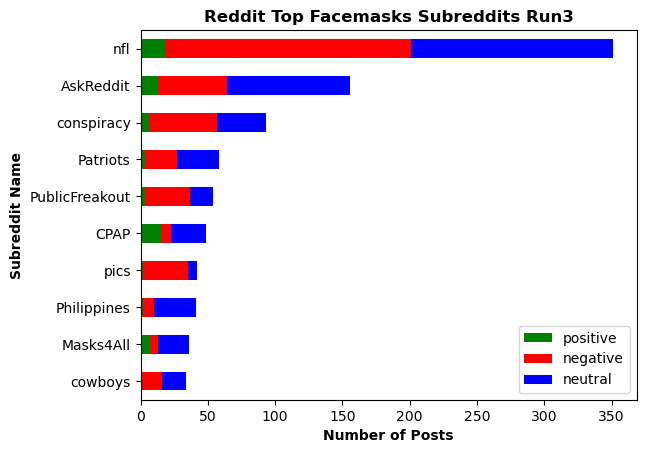 Reddit Top Facemasks Subreddits Run3
Subreddit Name
nfl
AskReddit
conspiracy
Patriots
PublicFreakout
CPAP
pics
Philippines
Masks4All
cowboys
positive
negative
neutral
0 50 100 150 200 250 300 350
Number of Posts